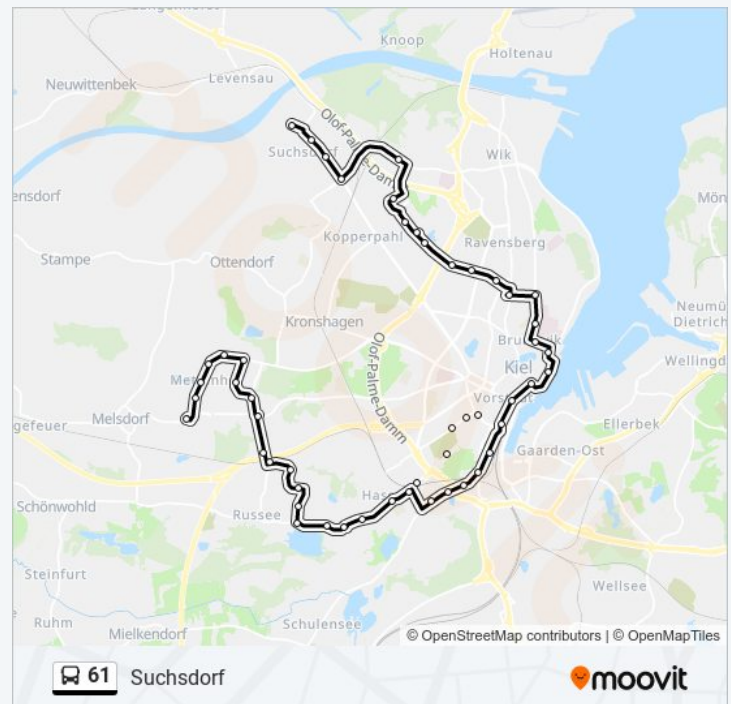 Knoop
Holtenau
Levensau
Neuwittenbek
Olof-Palme-Damm
Suchsdorf
Wik
ensdorf
Mön
Kopperpahl
Ravensberg
Stampe
Ottendorf
Neumü
Dietrich
Kronshagen
Olof-Palme-Damm
Kiel
Wellingd
Vorst
Melsdorf
gefeuer
Ellerbek
Gaarden-Ost
Hass
Schönwohld
Russee
Steinfurt
Wellsee
Ruhm
Schulensee
Mielkendorf
© OpenStreetMap contributors | © OpenMapTiles
61 Suchsdorf
moovit